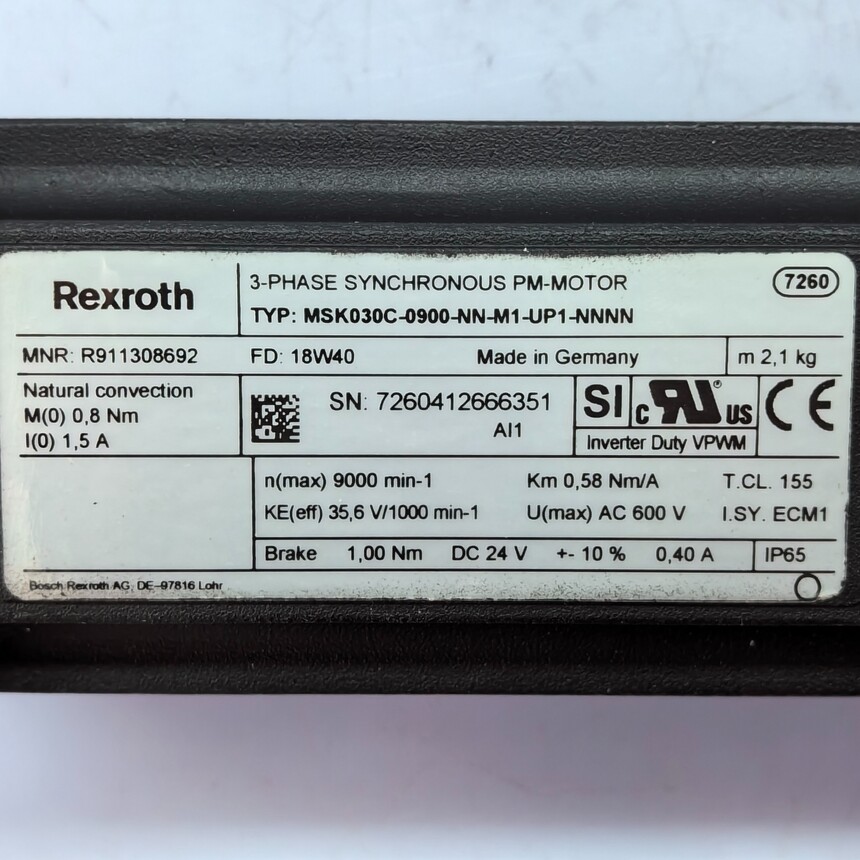 Rexroth
3-PHASE SYNCHRONOUS PM-MOTOR
7260
TYP: MSK030C-0900-NN-M1-UP1-NNNN
MNR: R911308692
FD: 18W40
Made in Germany
m 2,1 kg
Natural convection
M(0) 0,8 Nm
I(0) 1,5 A
SN: 7260412666351
AI1
SI
c RU US
®
Inverter Duty VPWM
CE
n(max) 9000 min-1
Km 0,58 Nm/A
T.CL. 155
KE(eff) 35,6 V/1000 min-1
U(max) AC 600 V
I.SY. ECM1
Brake 1,00 Nm DC 24 V +- 10 % 0,40 A
IP65
Bosch Rexroth AG, DE-97816 Lohr